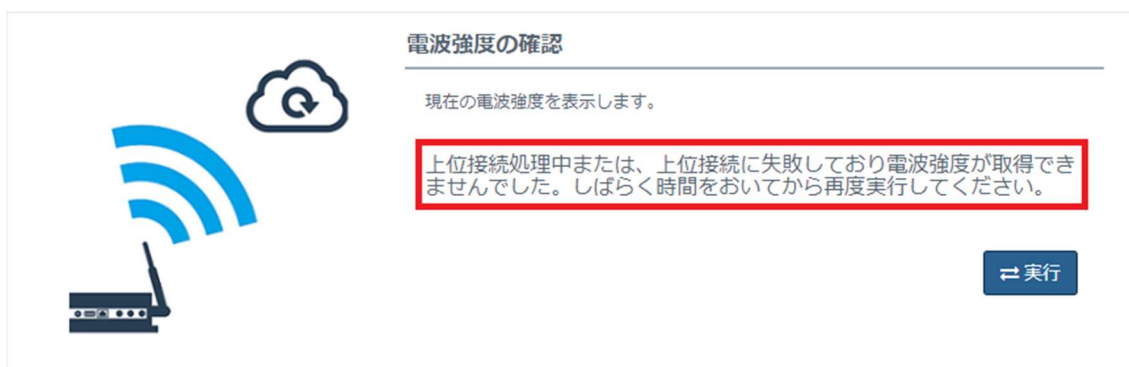 電波強度の確認
現在の電波強度を表示します。
上位接続処理中または、上位接続に失敗しており電波強度が取得でき
ませんでした。しばらく時間をおいてから再度実行してください。
実行